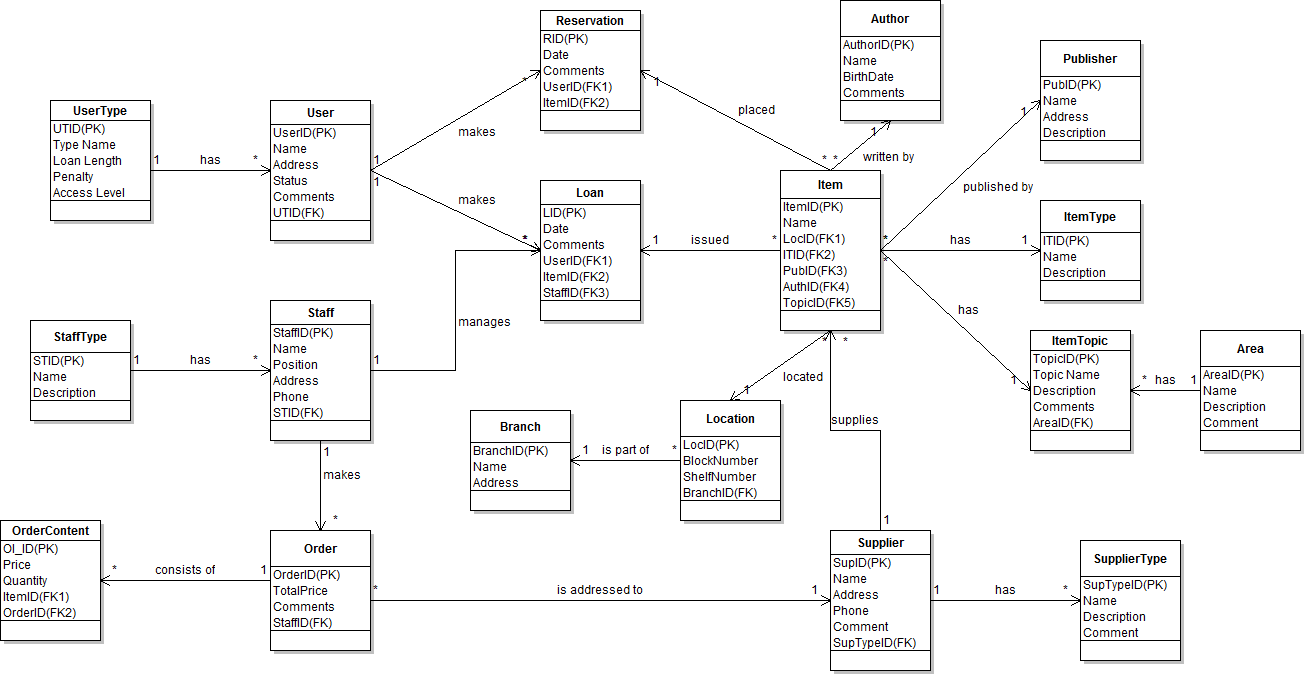 Reservation
RID(PK)
Date
Comments
UserID(FK1)
ItemID(FK2)
Author
AuthorID(PK)
Name
BirthDate
Comments
Publisher
PubID(PK)
Name
Address
Description
UserType
UTID(PK)
Type Name
Loan Length
Penalty
Access Level
1 has *
User
UserID(PK)
Name
Address
Status
Comments
UTID(FK)
1 makes *
1 makes *
1 placed *
* written by 1
* published by 1
Loan
LID(PK)
Date
Comments
UserID(FK1)
ItemID(FK2)
StaffID(FK3)
1 issued *
Item
ItemID(PK)
Name
LocID(FK1)
ITID(FK2)
PubID(FK3)
AuthID(FK4)
TopicID(FK5)
* has 1
ItemType
ITID(PK)
Name
Description
* has 1
StaffType
STID(PK)
Name
Description
1 has *
Staff
StaffID(PK)
Name
Position
Address
Phone
STID(FK)
1 manages *
ItemTopic
TopicID(PK)
Topic Name
Description
Comments
AreaID(FK)
* has 1
Area
AreaID(PK)
Name
Description
Comment
* located 1
* supplies 1
Branch
BranchID(PK)
Name
Address
1 is part of *
Location
LocID(PK)
BlockNumber
ShelfNumber
BranchID(FK)
1 makes *
OrderContent
OI_ID(PK)
Price
Quantity
ItemID(FK1)
OrderID(FK2)
* consists of 1
Order
OrderID(PK)
TotalPrice
Comments
StaffID(FK)
* is addressed to 1
Supplier
SupID(PK)
Name
Address
Phone
Comment
SupTypeID(FK)
1 has *
SupplierType
SupTypeID(PK)
Name
Description
Comment